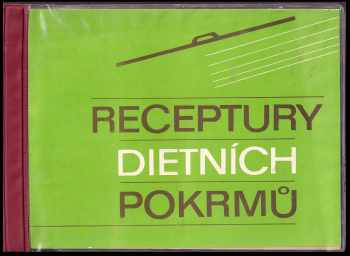 RECEPTURY
DIETNÍCH
POKRMŮ